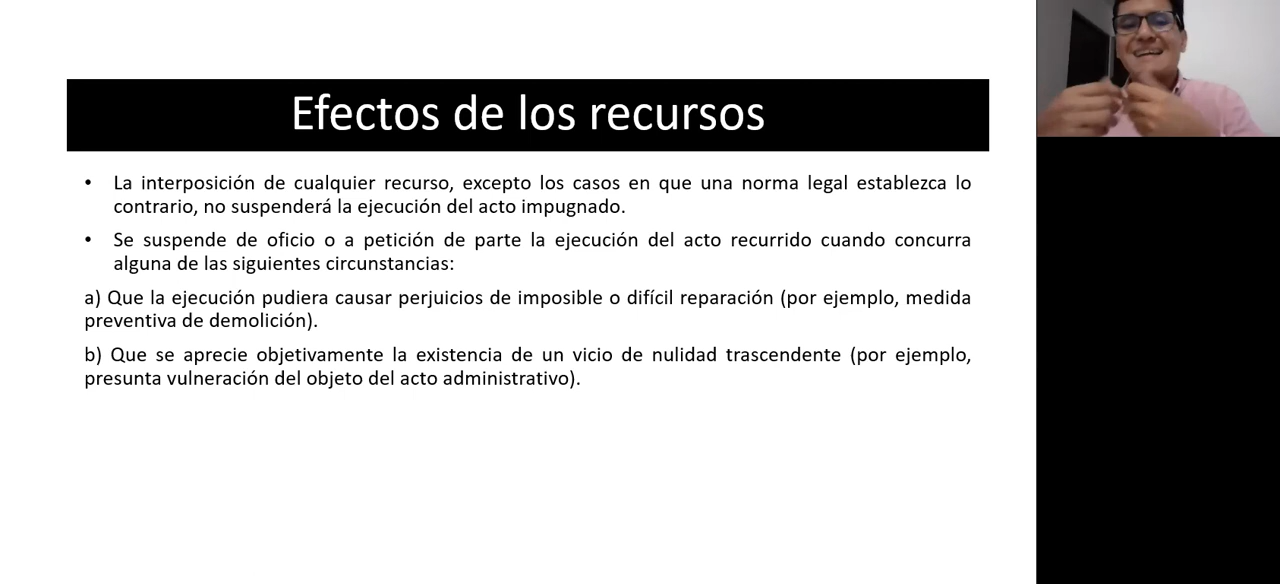 Efectos de los recursos
• La interposición de cualquier recurso, excepto los casos en que una norma legal establezca lo
contrario, no suspenderá la ejecución del acto impugnado.
• Se suspende de oficio o a petición de parte la ejecución del acto recurrido cuando concurra
alguna de las siguientes circunstancias:
a) Que la ejecución pudiera causar perjuicios de imposible o difícil reparación (por ejemplo, medida
preventiva de demolición).
b) Que se aprecie objetivamente la existencia de un vicio de nulidad trascendente (por ejemplo,
presunta vulneración del objeto del acto administrativo).